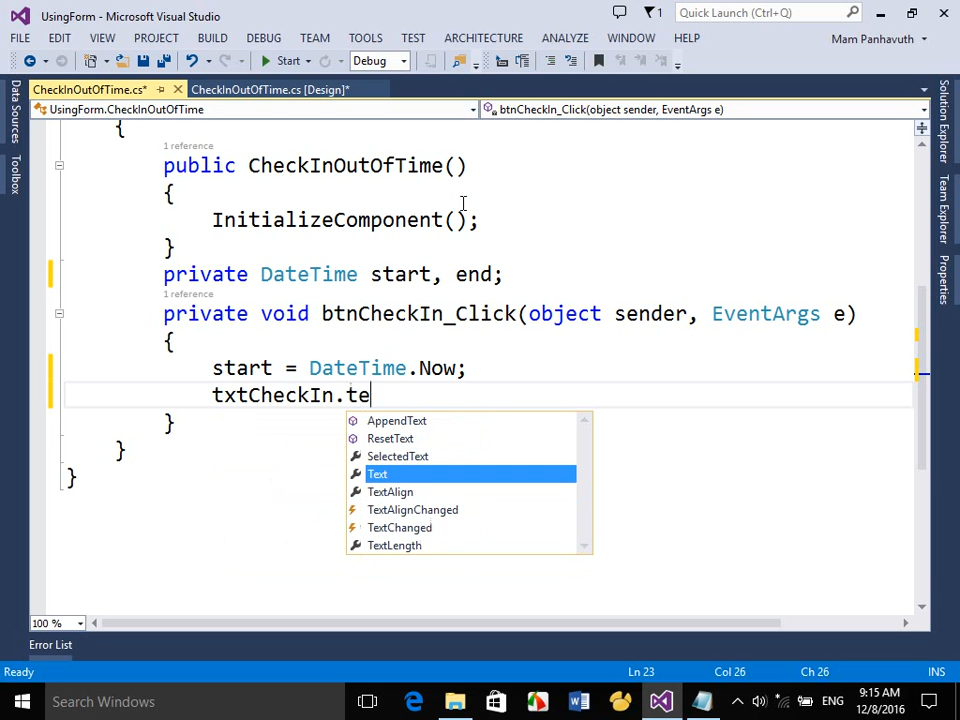 UsingForm - Microsoft Visual Studio
1
Quick Launch (Ctrl+Q)
FILE EDIT VIEW PROJECT BUILD DEBUG TEAM TOOLS TEST ARCHITECTURE ANALYZE WINDOW HELP
Mam Panhavuth
Start
Debug
CheckInOutOfTime.cs*
CheckInOutOfTime.cs [Design]*
UsingForm.CheckInOutOfTime
btnCheckIn_Click(object sender, EventArgs e)
Data Sources
Toolbox
Solution Explorer
Team Explorer
Properties
{
1 reference
public CheckInOutOfTime()
{
InitializeComponent();
}
private DateTime start, end;
1 reference
private void btnCheckIn_Click(object sender, EventArgs e)
{
start = DateTime.Now;
txtCheckIn.te
}
}
}
AppendText
ResetText
SelectedText
Text
TextAlign
TextAlignChanged
TextChanged
TextLength
100 %
Error List
Ready
Ln 23
Col 26
Ch 26
INS
Search Windows
ENG
9:15 AM
12/8/2016